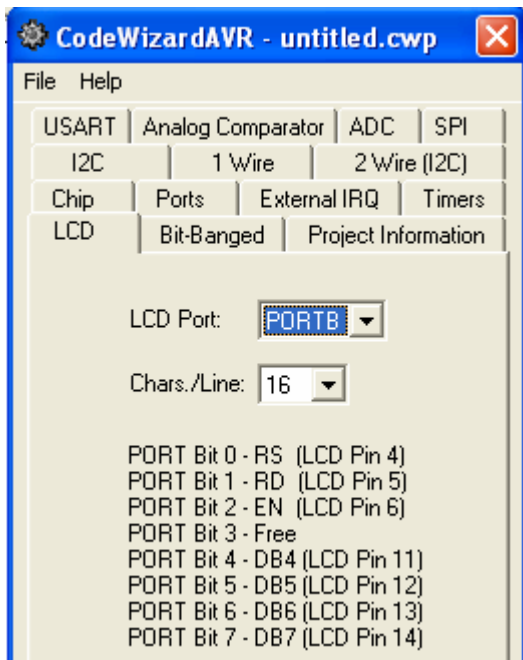 CodeWizardAVR - untitled.cwp
File Help
USART Analog Comparator ADC SPI
I2C 1 Wire 2 Wire (I2C)
Chip Ports External IRQ Timers
LCD Bit-Banged Project Information
LCD Port: PORTB
Chars./Line: 16
PORT Bit 0 - RS (LCD Pin 4)
PORT Bit 1 - RD (LCD Pin 5)
PORT Bit 2 - EN (LCD Pin 6)
PORT Bit 3 - Free
PORT Bit 4 - DB4 (LCD Pin 11)
PORT Bit 5 - DB5 (LCD Pin 12)
PORT Bit 6 - DB6 (LCD Pin 13)
PORT Bit 7 - DB7 (LCD Pin 14)